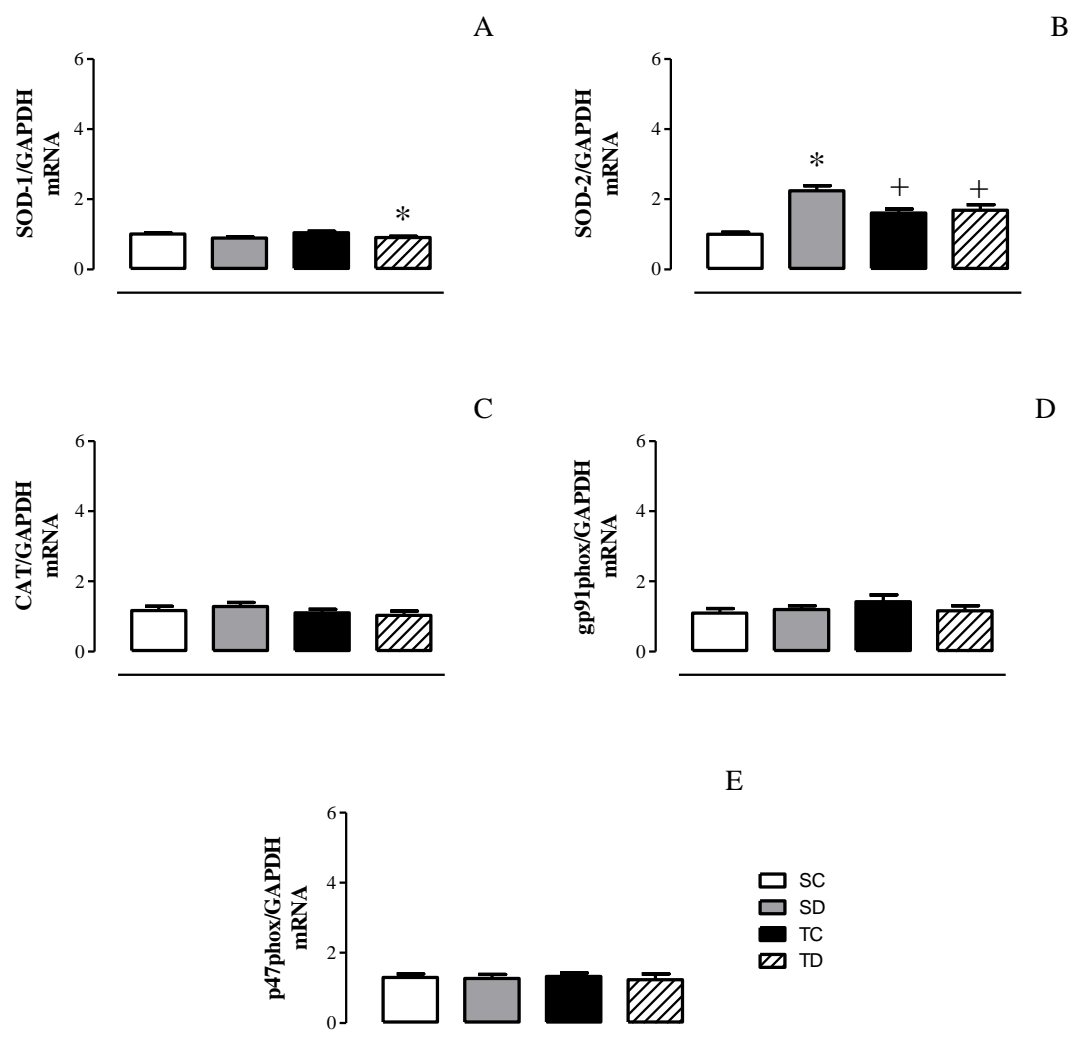 A
SOD-1/GAPDH
mRNA
6
4
2
0
*
B
SOD-2/GAPDH
mRNA
6
4
2
0
*
+
+
C
CAT/GAPDH
mRNA
6
4
2
0
D
gp91phox/GAPDH
mRNA
6
4
2
0
E
p47phox/GAPDH
mRNA
6
4
2
0
SC
SD
TC
TD